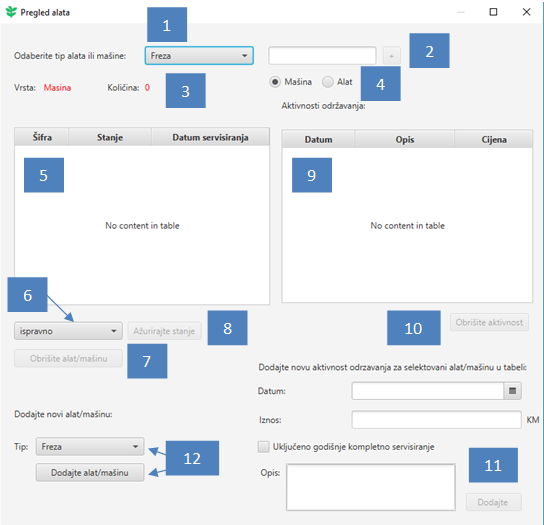 Pregled alata
1
Odaberite tip alata ili mašine:
Freza
+
2
Vrsta: Masina
Količina: 0
3
Mašina
Alat
4
Aktivnosti održavanja:
Šifra Stanje Datum servisiranja
5
No content in table
Datum Opis Cijena
9
No content in table
6
ispravno
Ažurirajte stanje
8
Obrišite alat/mašinu
7
10
Obrišite aktivnost
Dodajte novu aktivnost odrzavanja za selektovani alat/mašinu u tabeli:
Datum:
Iznos:
KM
Uključeno godišnje kompletno servisiranje
Opis:
11
Dodajte
Dodajte novi alat/mašinu:
Tip:
Freza
Dodajte alat/mašinu
12